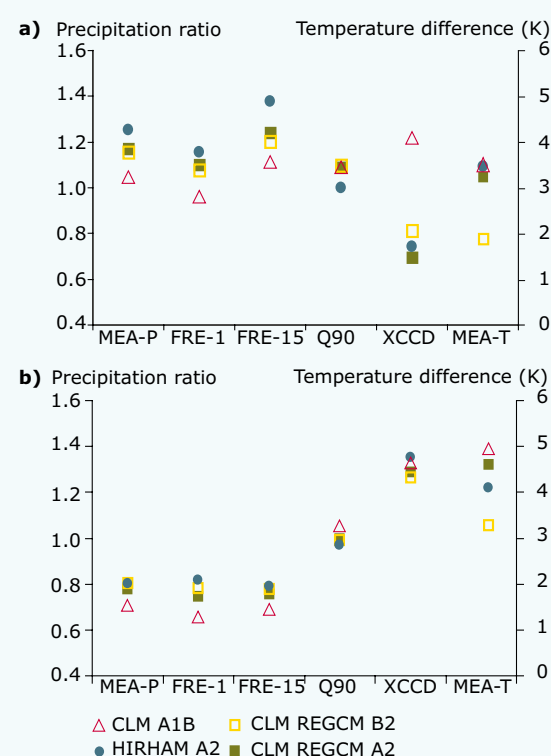 a) Precipitation ratio Temperature difference (K)
1.6 6
1.4 5
1.2 4
1.0 3
0.8 2
0.6 1
0.4 0
MEA-P FRE-1 FRE-15 Q90 XCCD MEA-T
b) Precipitation ratio Temperature difference (K)
1.6 6
1.4 5
1.2 4
1.0 3
0.8 2
0.6 1
0.4 0
MEA-P FRE-1 FRE-15 Q90 XCCD MEA-T
CLM A1B CLM REGCM B2
HIRHAM A2 CLM REGCM A2